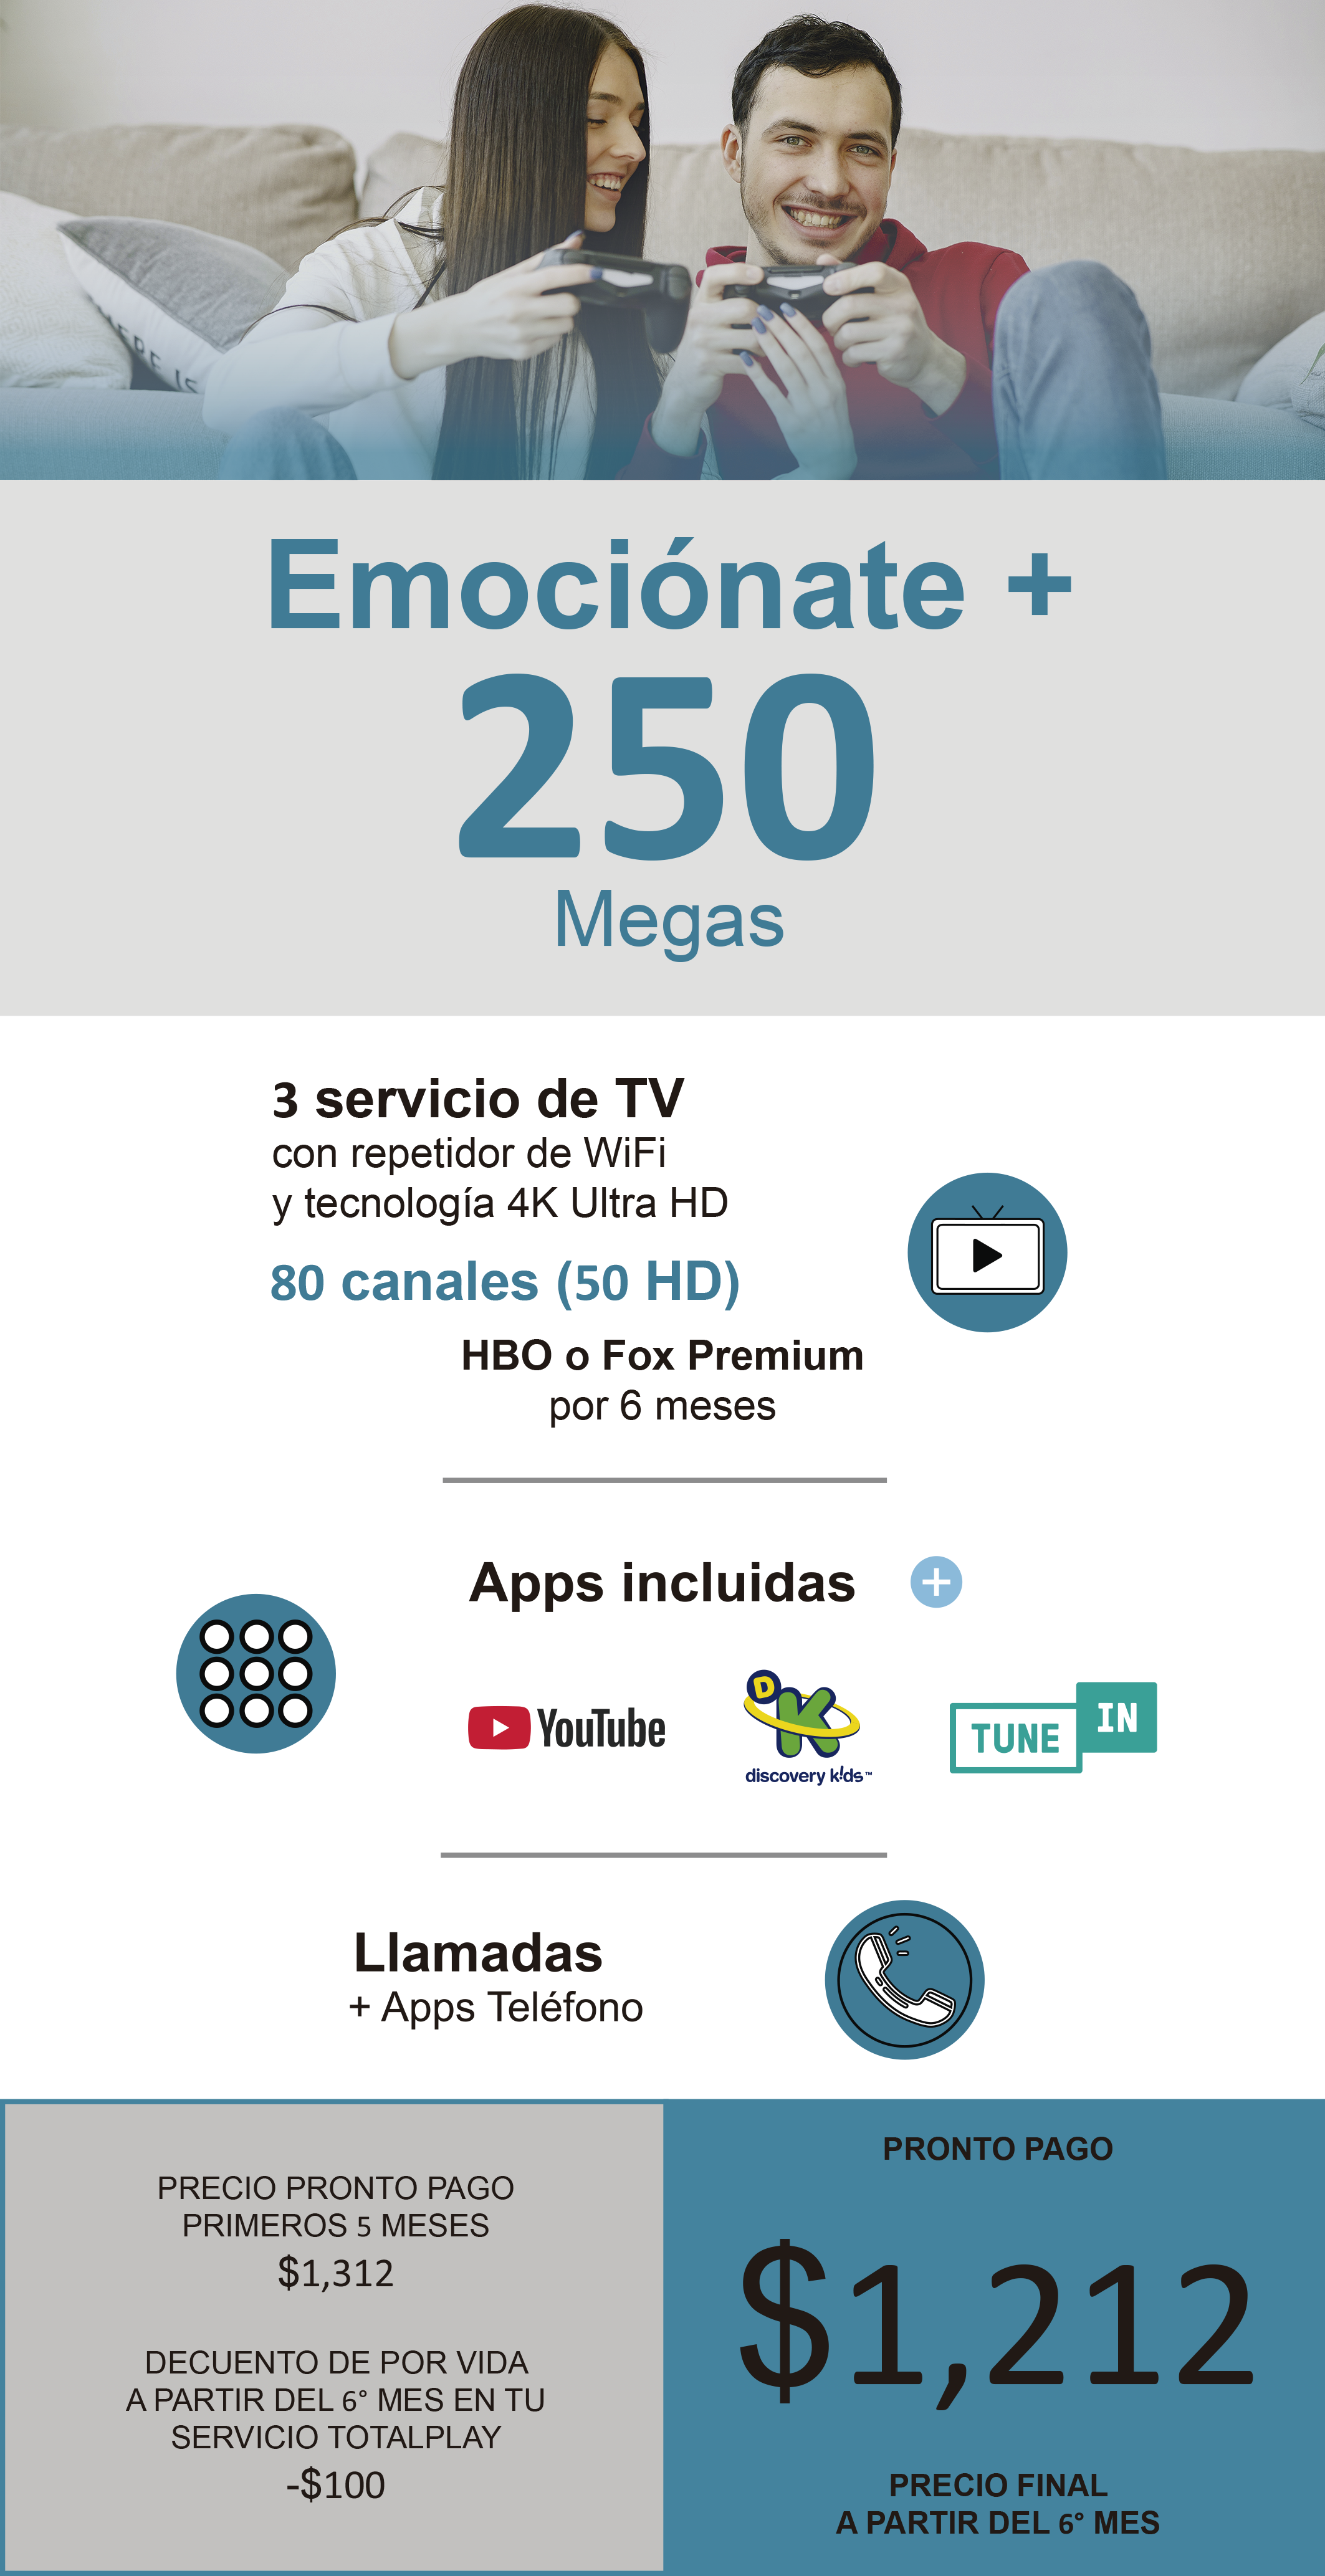 Emociónate +
250
Megas
3 servicio de TV
con repetidor de WiFi
y tecnología 4K Ultra HD
80 canales (50 HD)
HBO o Fox Premium
por 6 meses
Apps incluidas +
YouTube
D K
discovery k!ds™
TUNE IN
Llamadas
+ Apps Teléfono
PRECIO PRONTO PAGO
PRIMEROS 5 MESES
$1,312
DECUENTO DE POR VIDA
A PARTIR DEL 6° MES EN TU
SERVICIO TOTALPLAY
-$100
PRONTO PAGO
$1,212
PRECIO FINAL
A PARTIR DEL 6° MES